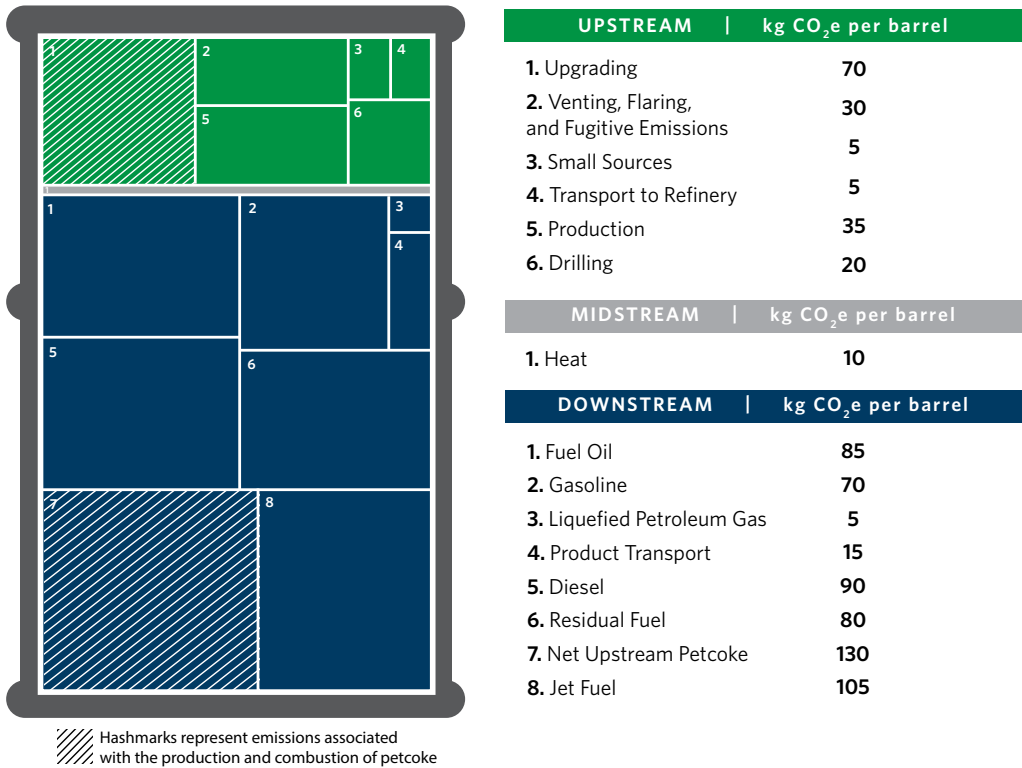 1
2
3
4
5
6
1
1
2
3
4
5
6
7
8
Hashmarks represent emissions associated
with the production and combustion of petcoke
UPSTREAM | kg CO₂e per barrel
1. Upgrading 70
2. Venting, Flaring,
and Fugitive Emissions 30
3. Small Sources 5
4. Transport to Refinery 5
5. Production 35
6. Drilling 20
MIDSTREAM | kg CO₂e per barrel
1. Heat 10
DOWNSTREAM | kg CO₂e per barrel
1. Fuel Oil 85
2. Gasoline 70
3. Liquefied Petroleum Gas 5
4. Product Transport 15
5. Diesel 90
6. Residual Fuel 80
7. Net Upstream Petcoke 130
8. Jet Fuel 105